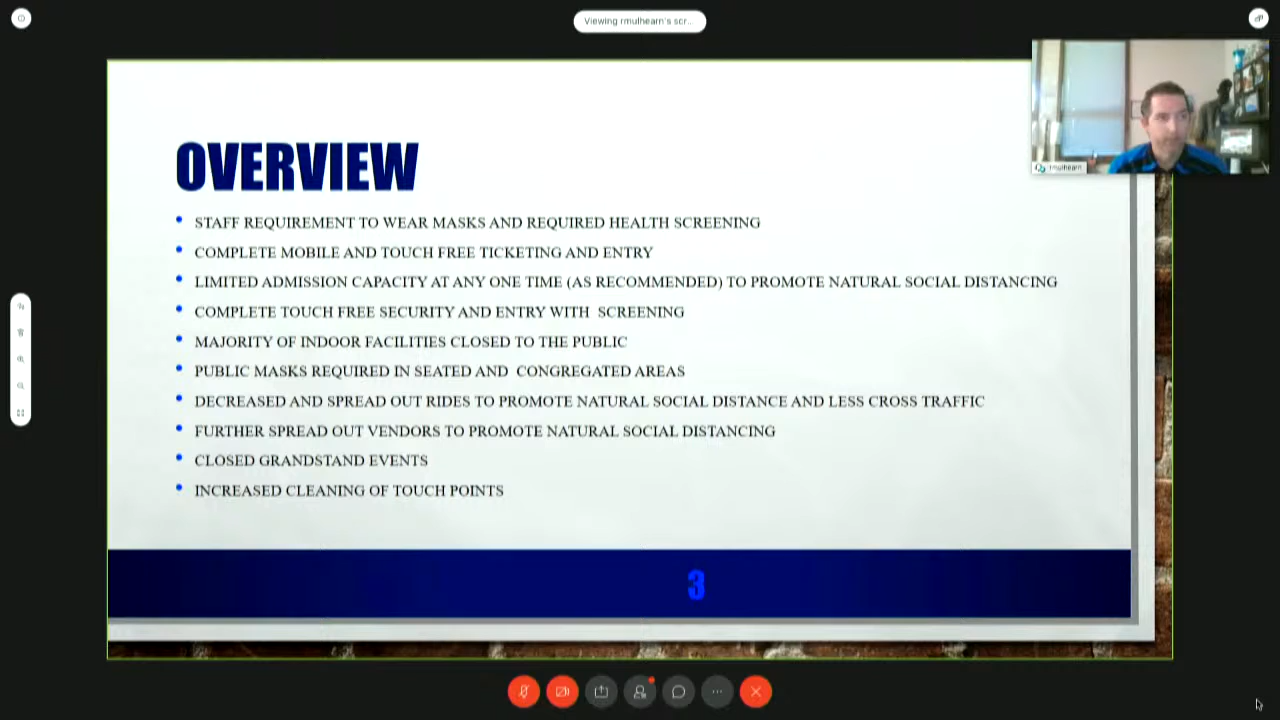 Viewing rmulhearn's scr...
rmulhearn
OVERVIEW
• STAFF REQUIREMENT TO WEAR MASKS AND REQUIRED HEALTH SCREENING
• COMPLETE MOBILE AND TOUCH FREE TICKETING AND ENTRY
• LIMITED ADMISSION CAPACITY AT ANY ONE TIME (AS RECOMMENDED) TO PROMOTE NATURAL SOCIAL DISTANCING
• COMPLETE TOUCH FREE SECURITY AND ENTRY WITH SCREENING
• MAJORITY OF INDOOR FACILITIES CLOSED TO THE PUBLIC
• PUBLIC MASKS REQUIRED IN SEATED AND CONGREGATED AREAS
• DECREASED AND SPREAD OUT RIDES TO PROMOTE NATURAL SOCIAL DISTANCE AND LESS CROSS TRAFFIC
• FURTHER SPREAD OUT VENDORS TO PROMOTE NATURAL SOCIAL DISTANCING
• CLOSED GRANDSTAND EVENTS
• INCREASED CLEANING OF TOUCH POINTS
3